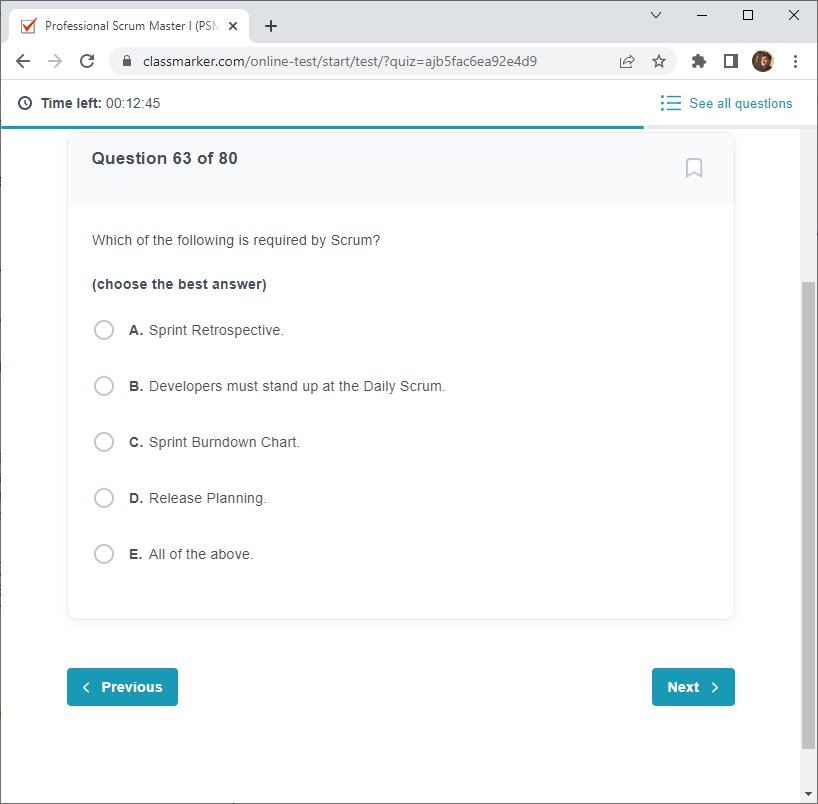 Professional Scrum Master I (PSM
classmarker.com/online-test/start/test/?quiz=ajb5fac6ea92e4d9
Time left: 00:12:45
See all questions
Question 63 of 80
Which of the following is required by Scrum?
(choose the best answer)
A. Sprint Retrospective.
B. Developers must stand up at the Daily Scrum.
C. Sprint Burndown Chart.
D. Release Planning.
E. All of the above.
Previous
Next